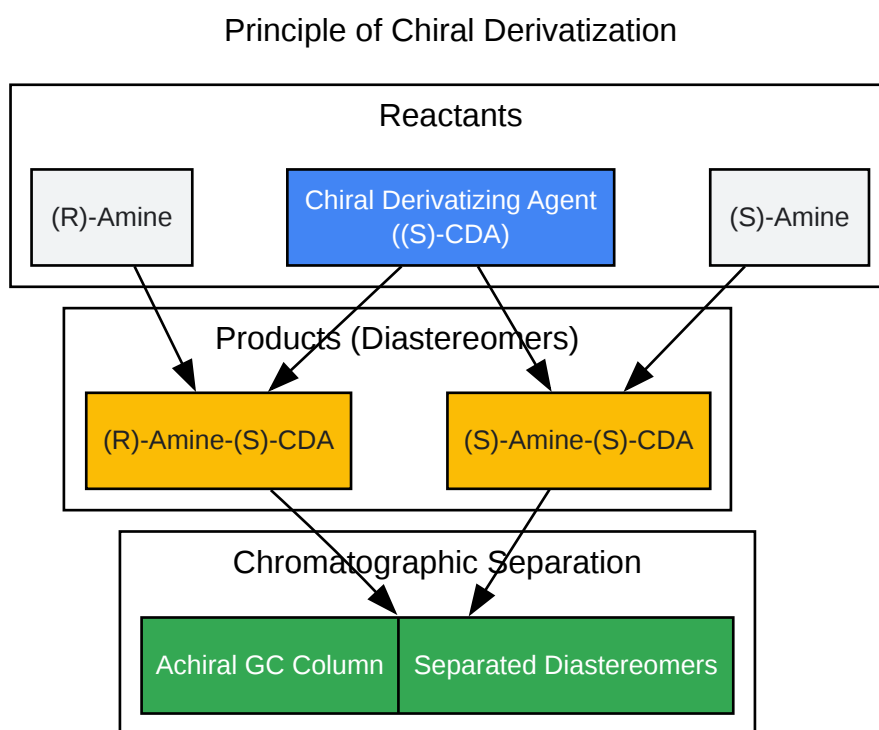 Principle of Chiral Derivatization
Reactants
(R)-Amine
Chiral Derivatizing Agent
((S)-CDA)
(S)-Amine
Products (Diastereomers)
(R)-Amine-(S)-CDA
(S)-Amine-(S)-CDA
Chromatographic Separation
Achiral GC Column
Separated Diastereomers